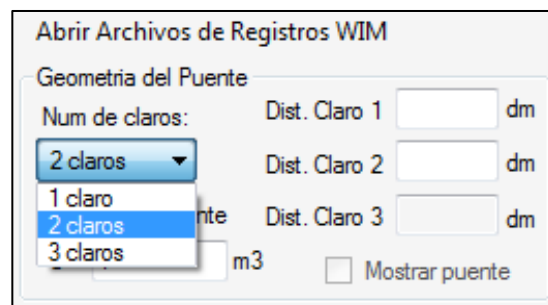 Abrir Archivos de Registros WIM
Geometria del Puente
Num de claros:
2 claros
1 claro
2 claros
3 claros
m3
Dist. Claro 1 dm
Dist. Claro 2 dm
Dist. Claro 3 dm
Mostrar puente